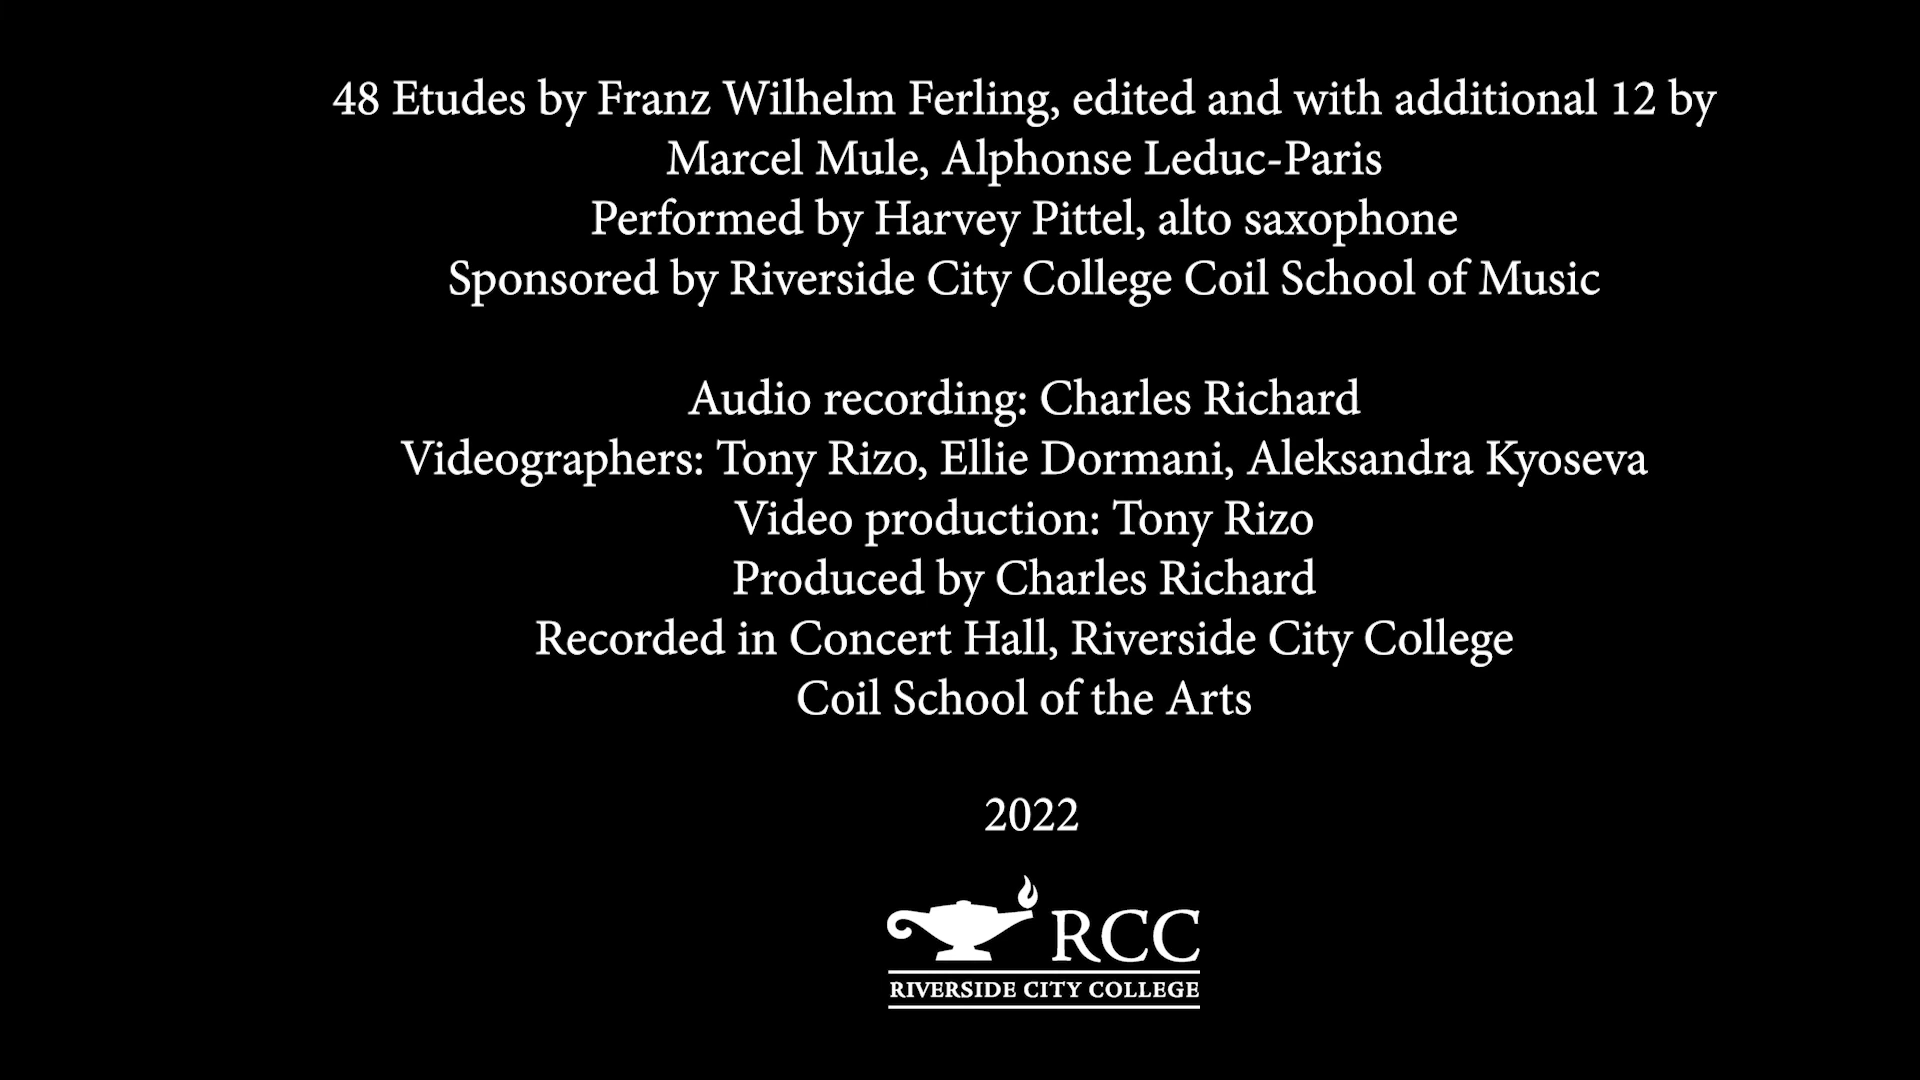 48 Etudes by Franz Wilhelm Ferling, edited and with additional 12 by
Marcel Mule, Alphonse Leduc-Paris
Performed by Harvey Pittel, alto saxophone
Sponsored by Riverside City College Coil School of Music
Audio recording: Charles Richard
Videographers: Tony Rizo, Ellie Dormani, Aleksandra Kyoseva
Video production: Tony Rizo
Produced by Charles Richard
Recorded in Concert Hall, Riverside City College
Coil School of the Arts
2022
RCC
RIVERSIDE CITY COLLEGE